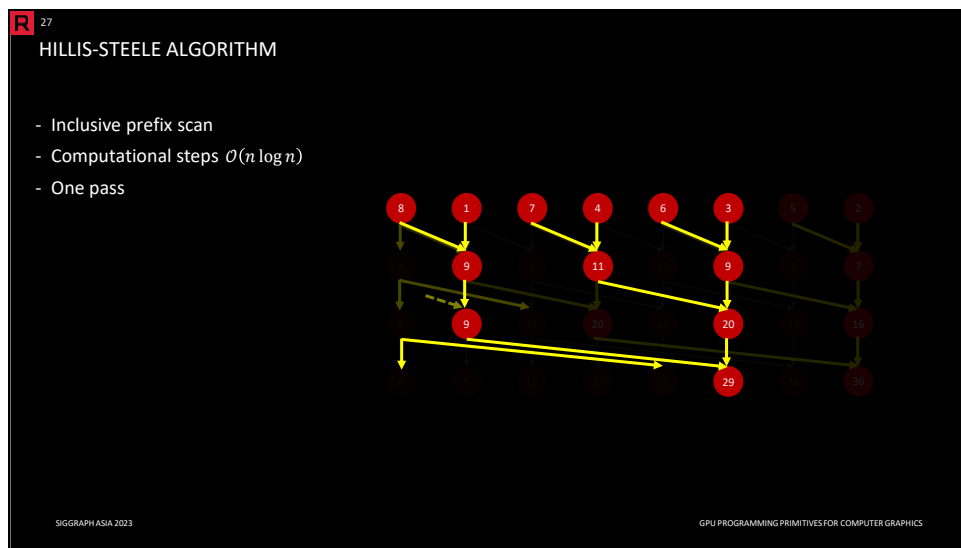 R 27
HILLIS-STEELE ALGORITHM
- Inclusive prefix scan
- Computational steps 𝒪(n log n)
- One pass
8 1 7 4 6 3 5 2
9 11 9 7
9 20 20 16
29 36
SIGGRAPH ASIA 2023 GPU PROGRAMMING PRIMITIVES FOR COMPUTER GRAPHICS